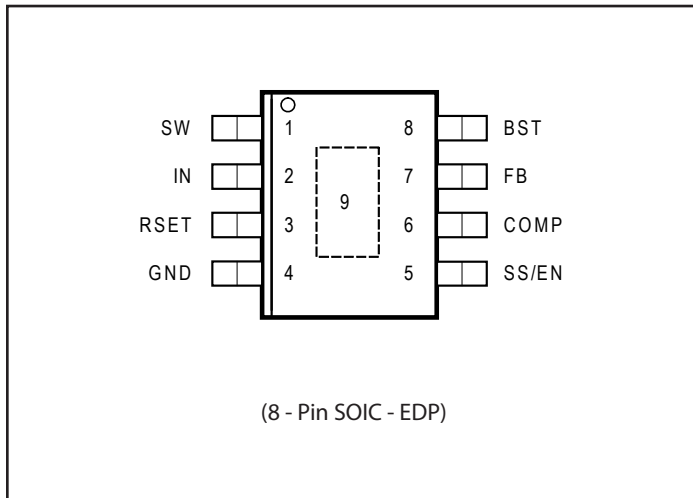 SW 1 8 BST
IN 2 7 FB
9
RSET 3 6 COMP
GND 4 5 SS/EN
(8 - Pin SOIC - EDP)